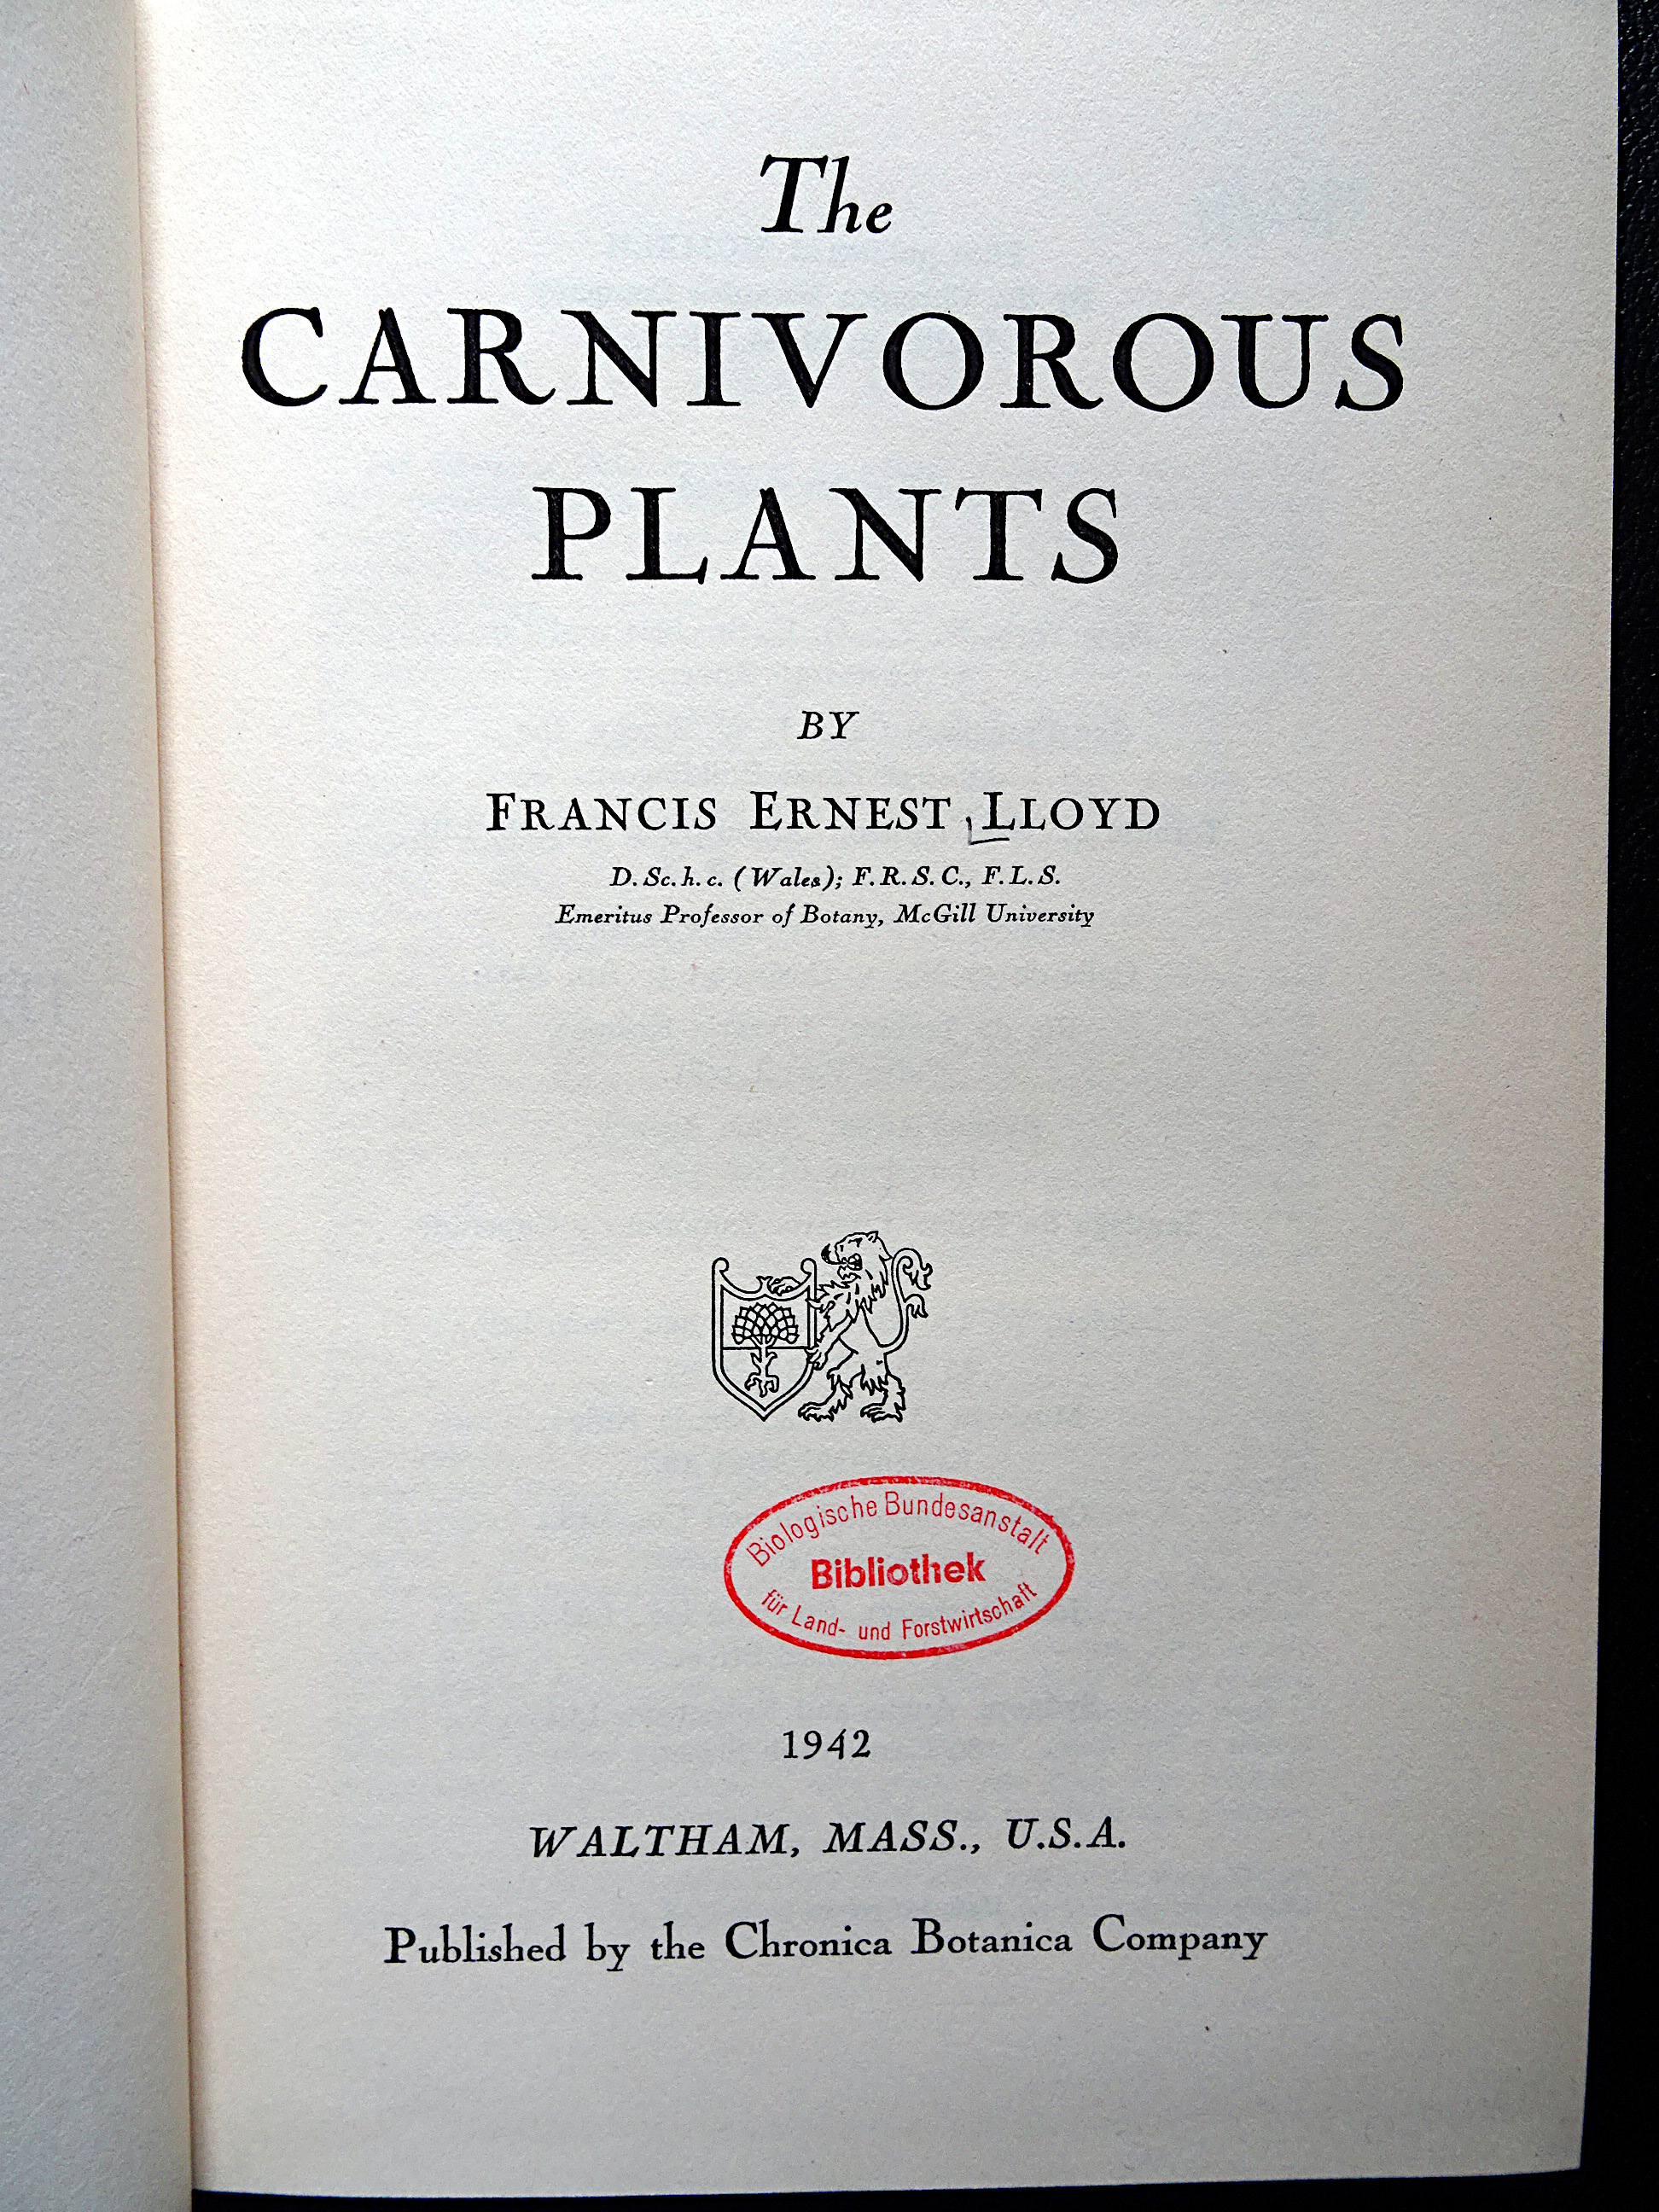 The
CARNIVOROUS
PLANTS
BY
FRANCIS ERNEST LLOYD
D.Sc.h.c. (Wales); F.R.S.C., F.L.S.
Emeritus Professor of Botany, McGill University
Biologische Bundesanstalt
Bibliothek
für Land- und Forstwirtschaft
1942
WALTHAM, MASS., U.S.A.
Published by the Chronica Botanica Company